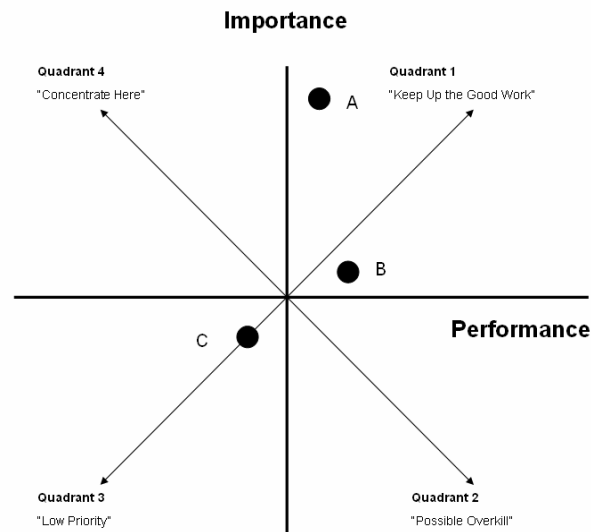 Importance
Quadrant 4
Quadrant 1
"Concentrate Here"
"Keep Up the Good Work"
A
B
Performance
C
Quadrant 3
Quadrant 2
"Low Priority"
"Possible Overkill"